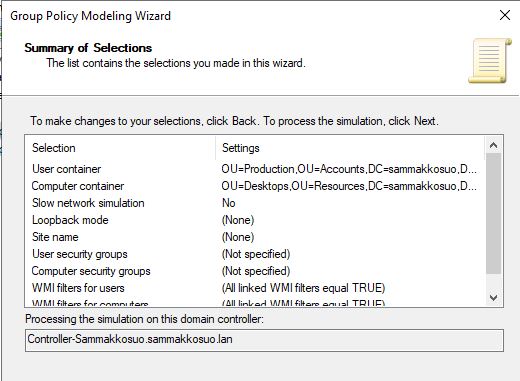 Group Policy Modeling Wizard
Summary of Selections
The list contains the selections you made in this wizard.
To make changes to your selections, click Back. To process the simulation, click Next.
Selection Settings
User container OU=Production,OU=Accounts,DC=sammakkosuo,D...
Computer container OU=Desktops,OU=Resources,DC=sammakkosuo,D...
Slow network simulation No
Loopback mode (None)
Site name (None)
User security groups (Not specified)
Computer security groups (Not specified)
WMI filters for users (All linked WMI filters equal TRUE)
WMI filters for computers (All linked WMI filters equal TRUE)
Processing the simulation on this domain controller:
Controller-Sammakkosuo.sammakkosuo.lan